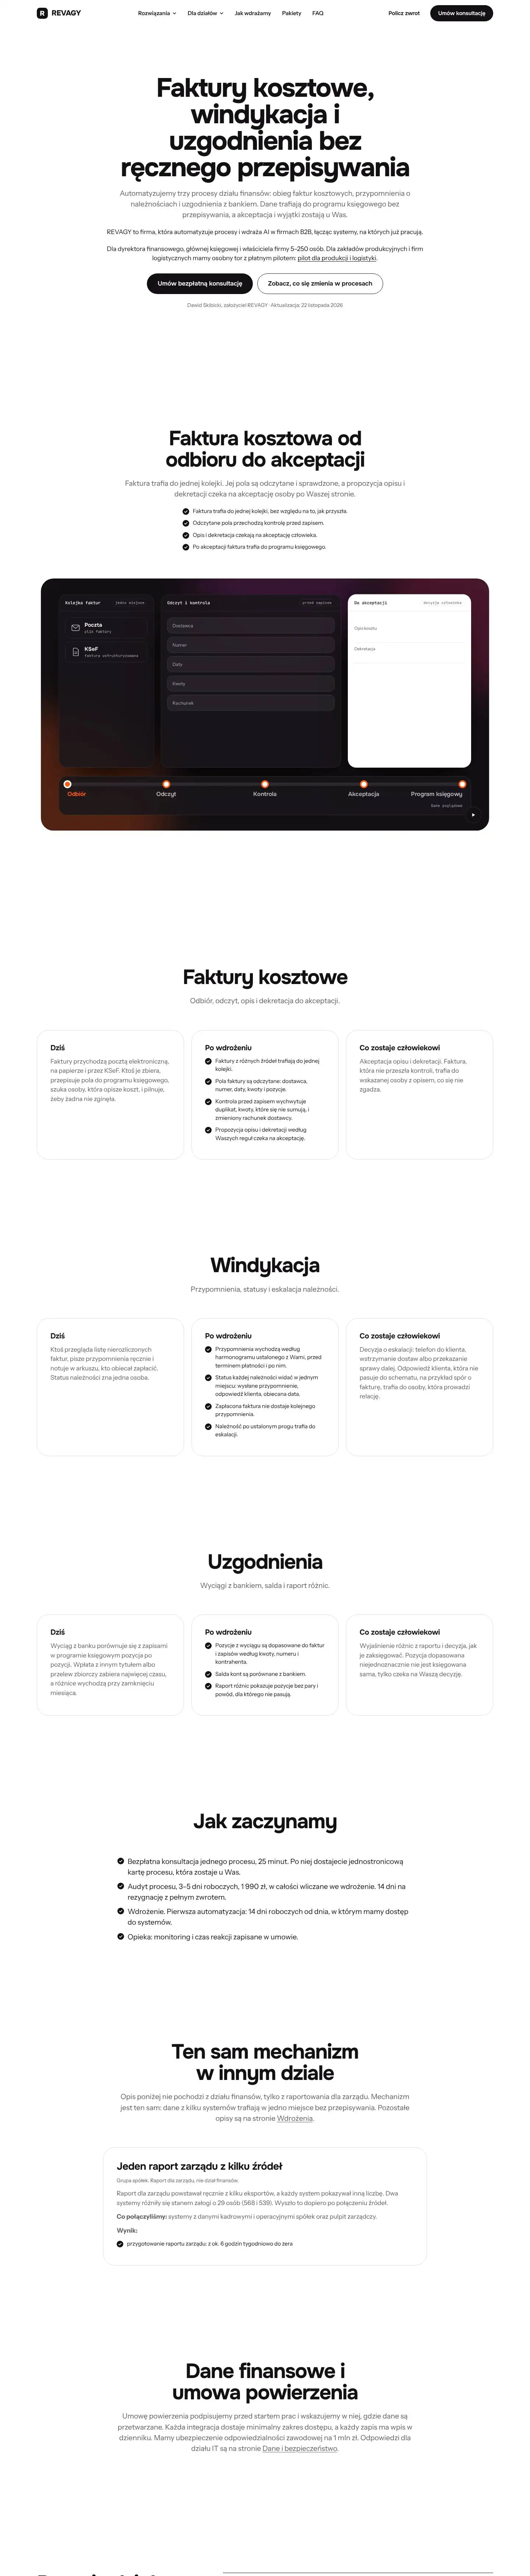 R REVAGY
Rozwiązania
Dla działów
Jak wdrażamy
Pakiety
FAQ
Policz zwrot
Umów konsultację
Faktury kosztowe,
windykacja i
uzgodnienia bez
ręcznego przepisywania
Automatyzujemy trzy procesy działu finansów: obieg faktur kosztowych, przypomnienia o
należnościach i uzgodnienia z bankiem. Dane trafiają do programu księgowego bez
przepisywania, a akceptacja i wyjątki zostają u Was.
REVAGY to firma, która automatyzuje procesy i wdraża AI w firmach B2B, łącząc systemy, na których już pracują.
Dla dyrektora finansowego, głównej księgowej i właściciela firmy 5–250 osób. Dla zakładów produkcyjnych i firm
logistycznych mamy osobny tor z płatnym pilotem: pilot dla produkcji i logistyki.
Umów bezpłatną konsultację
Zobacz, co się zmienia w procesach
Dawid Skibicki, założyciel REVAGY · Aktualizacja: 22 listopada 2026
Faktura kosztowa od
odbioru do akceptacji
Faktura trafia do jednej kolejki. Jej pola są odczytane i sprawdzone, a propozycja opisu i
dekretacji czeka na akceptację osoby po Waszej stronie.
Faktura trafia do jednej kolejki, bez względu na to, jak przyszła.
Odczytane pola przechodzą kontrolę przed zapisem.
Opis i dekretacja czekają na akceptację człowieka.
Po akceptacji faktura trafia do programu księgowego.
Kolejka faktur
jedno miejsce
Poczta
plik faktury
KSeF
faktura ustrukturyzowana
Odczyt i kontrola
przed zapisem
Dostawca
Numer
Daty
Kwoty
Rachunek
Do akceptacji
decyzja człowieka
Opis kosztu
Dekretacja
Odbiór
Odczyt
Kontrola
Akceptacja
Program księgowy
Dane poglądowe
Faktury kosztowe
Odbiór, odczyt, opis i dekretacja do akceptacji.
Dziś
Faktury przychodzą pocztą elektroniczną,
na papierze i przez KSeF. Ktoś je zbiera,
przepisuje pola do programu księgowego,
szuka osoby, która opisze koszt, i pilnuje,
żeby żadna nie zginęła.
Po wdrożeniu
Faktury z różnych źródeł trafiają do jednej
kolejki.
Pola faktury są odczytane: dostawca,
numer, daty, kwoty i pozycje.
Kontrola przed zapisem wychwytuje
duplikat, kwoty, które się nie sumują, i
zmieniony rachunek dostawcy.
Propozycja opisu i dekretacji według
Waszych reguł czeka na akceptację.
Co zostaje człowiekowi
Akceptacja opisu i dekretacji. Faktura,
która nie przeszła kontroli, trafia do
wskazanej osoby z opisem, co się nie
zgadza.
Windykacja
Przypomnienia, statusy i eskalacja należności.
Dziś
Ktoś przegląda listę nierozliczonych
faktur, pisze przypomnienia ręcznie i
notuje w arkuszu, kto obiecał zapłacić.
Status należności zna jedna osoba.
Po wdrożeniu
Przypomnienia wychodzą według
harmonogramu ustalonego z Wami, przed
terminem płatności i po nim.
Status każdej należności widać w jednym
miejscu: wysłane przypomnienie,
odpowiedź klienta, obiecana data.
Zapłacona faktura nie dostaje kolejnego
przypomnienia.
Należność po ustalonym progu trafia do
eskalacji.
Co zostaje człowiekowi
Decyzja o eskalacji: telefon do klienta,
wstrzymanie dostaw albo przekazanie
sprawy dalej. Odpowiedź klienta, która nie
pasuje do schematu, na przykład spór o
fakturę, trafia do osoby, która prowadzi
relację.
Uzgodnienia
Wyciągi z bankiem, salda i raport różnic.
Dziś
Wyciąg z banku porównuje się z zapisami
w programie księgowym pozycja po
pozycji. Wpłata z innym tytułem albo
przelew zbiorczy zabiera najwięcej czasu,
a różnice wychodzą przy zamknięciu
miesiąca.
Po wdrożeniu
Pozycje z wyciągu są dopasowane do faktur
i zapisów według kwoty, numeru i
kontrahenta.
Salda kont są porównane z bankiem.
Raport różnic pokazuje pozycje bez pary i
powód, dla którego nie pasują.
Co zostaje człowiekowi
Wyjaśnienie różnic z raportu i decyzja, jak
je zaksięgować. Pozycja dopasowana
niejednoznacznie nie jest księgowana
sama, tylko czeka na Waszą decyzję.
Jak zaczynamy
Bezpłatna konsultacja jednego procesu, 25 minut. Po niej dostajecie jednostronicową
kartę procesu, która zostaje u Was.
Audyt procesu, 3–5 dni roboczych, 1 990 zł, w całości wliczane we wdrożenie. 14 dni na
rezygnację z pełnym zwrotem.
Wdrożenie. Pierwsza automatyzacja: 14 dni roboczych od dnia, w którym mamy dostęp
do systemów.
Opieka: monitoring i czas reakcji zapisane w umowie.
Ten sam mechanizm
w innym dziale
Opis poniżej nie pochodzi z działu finansów, tylko z raportowania dla zarządu. Mechanizm
jest ten sam: dane z kilku systemów trafiają w jedno miejsce bez przepisywania. Pozostałe
opisy są na stronie Wdrożenia.
Jeden raport zarządu z kilku źródeł
Grupa spółek. Raport dla zarządu, nie dział finansów.
Raport dla zarządu powstawał ręcznie z kilku eksportów, a każdy system pokazywał inną liczbę. Dwa
systemy różniły się stanem załogi o 29 osób (568 i 539). Wyszło to dopiero po połączeniu źródeł.
Co połączyliśmy: systemy z danymi kadrowymi i operacyjnymi spółek oraz pulpit zarządczy.
Wynik:
przygotowanie raportu zarządu: z ok. 6 godzin tygodniowo do zera
Dane finansowe i
umowa powierzenia
Umowę powierzenia podpisujemy przed startem prac i wskazujemy w niej, gdzie dane są
przetwarzane. Każda integracja dostaje minimalny zakres dostępu, a każdy zapis ma wpis w
dzienniku. Mamy ubezpieczenie odpowiedzialności zawodowej na 1 mln zł. Odpowiedzi dla
działu IT są na stronie Dane i bezpieczeństwo.